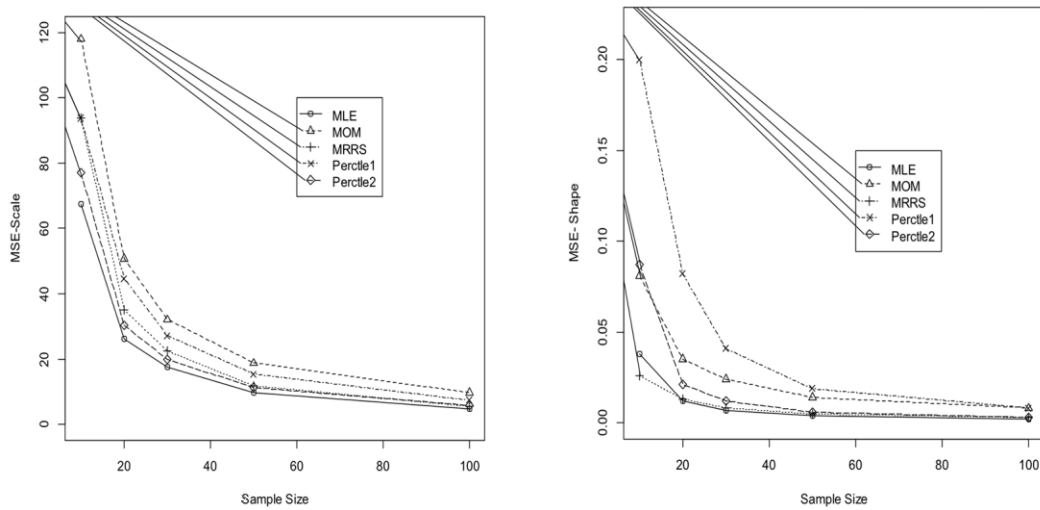 MSE-Scale
120
100
80
60
40
20
0
MLE
MOM
MRRS
Perctle1
Perctle2
20
40
60
80
100
Sample Size
MSE- Shape
0.20
0.15
0.10
0.05
0.00
MLE
MOM
MRRS
Perctle1
Perctle2
20
40
60
80
100
Sample Size